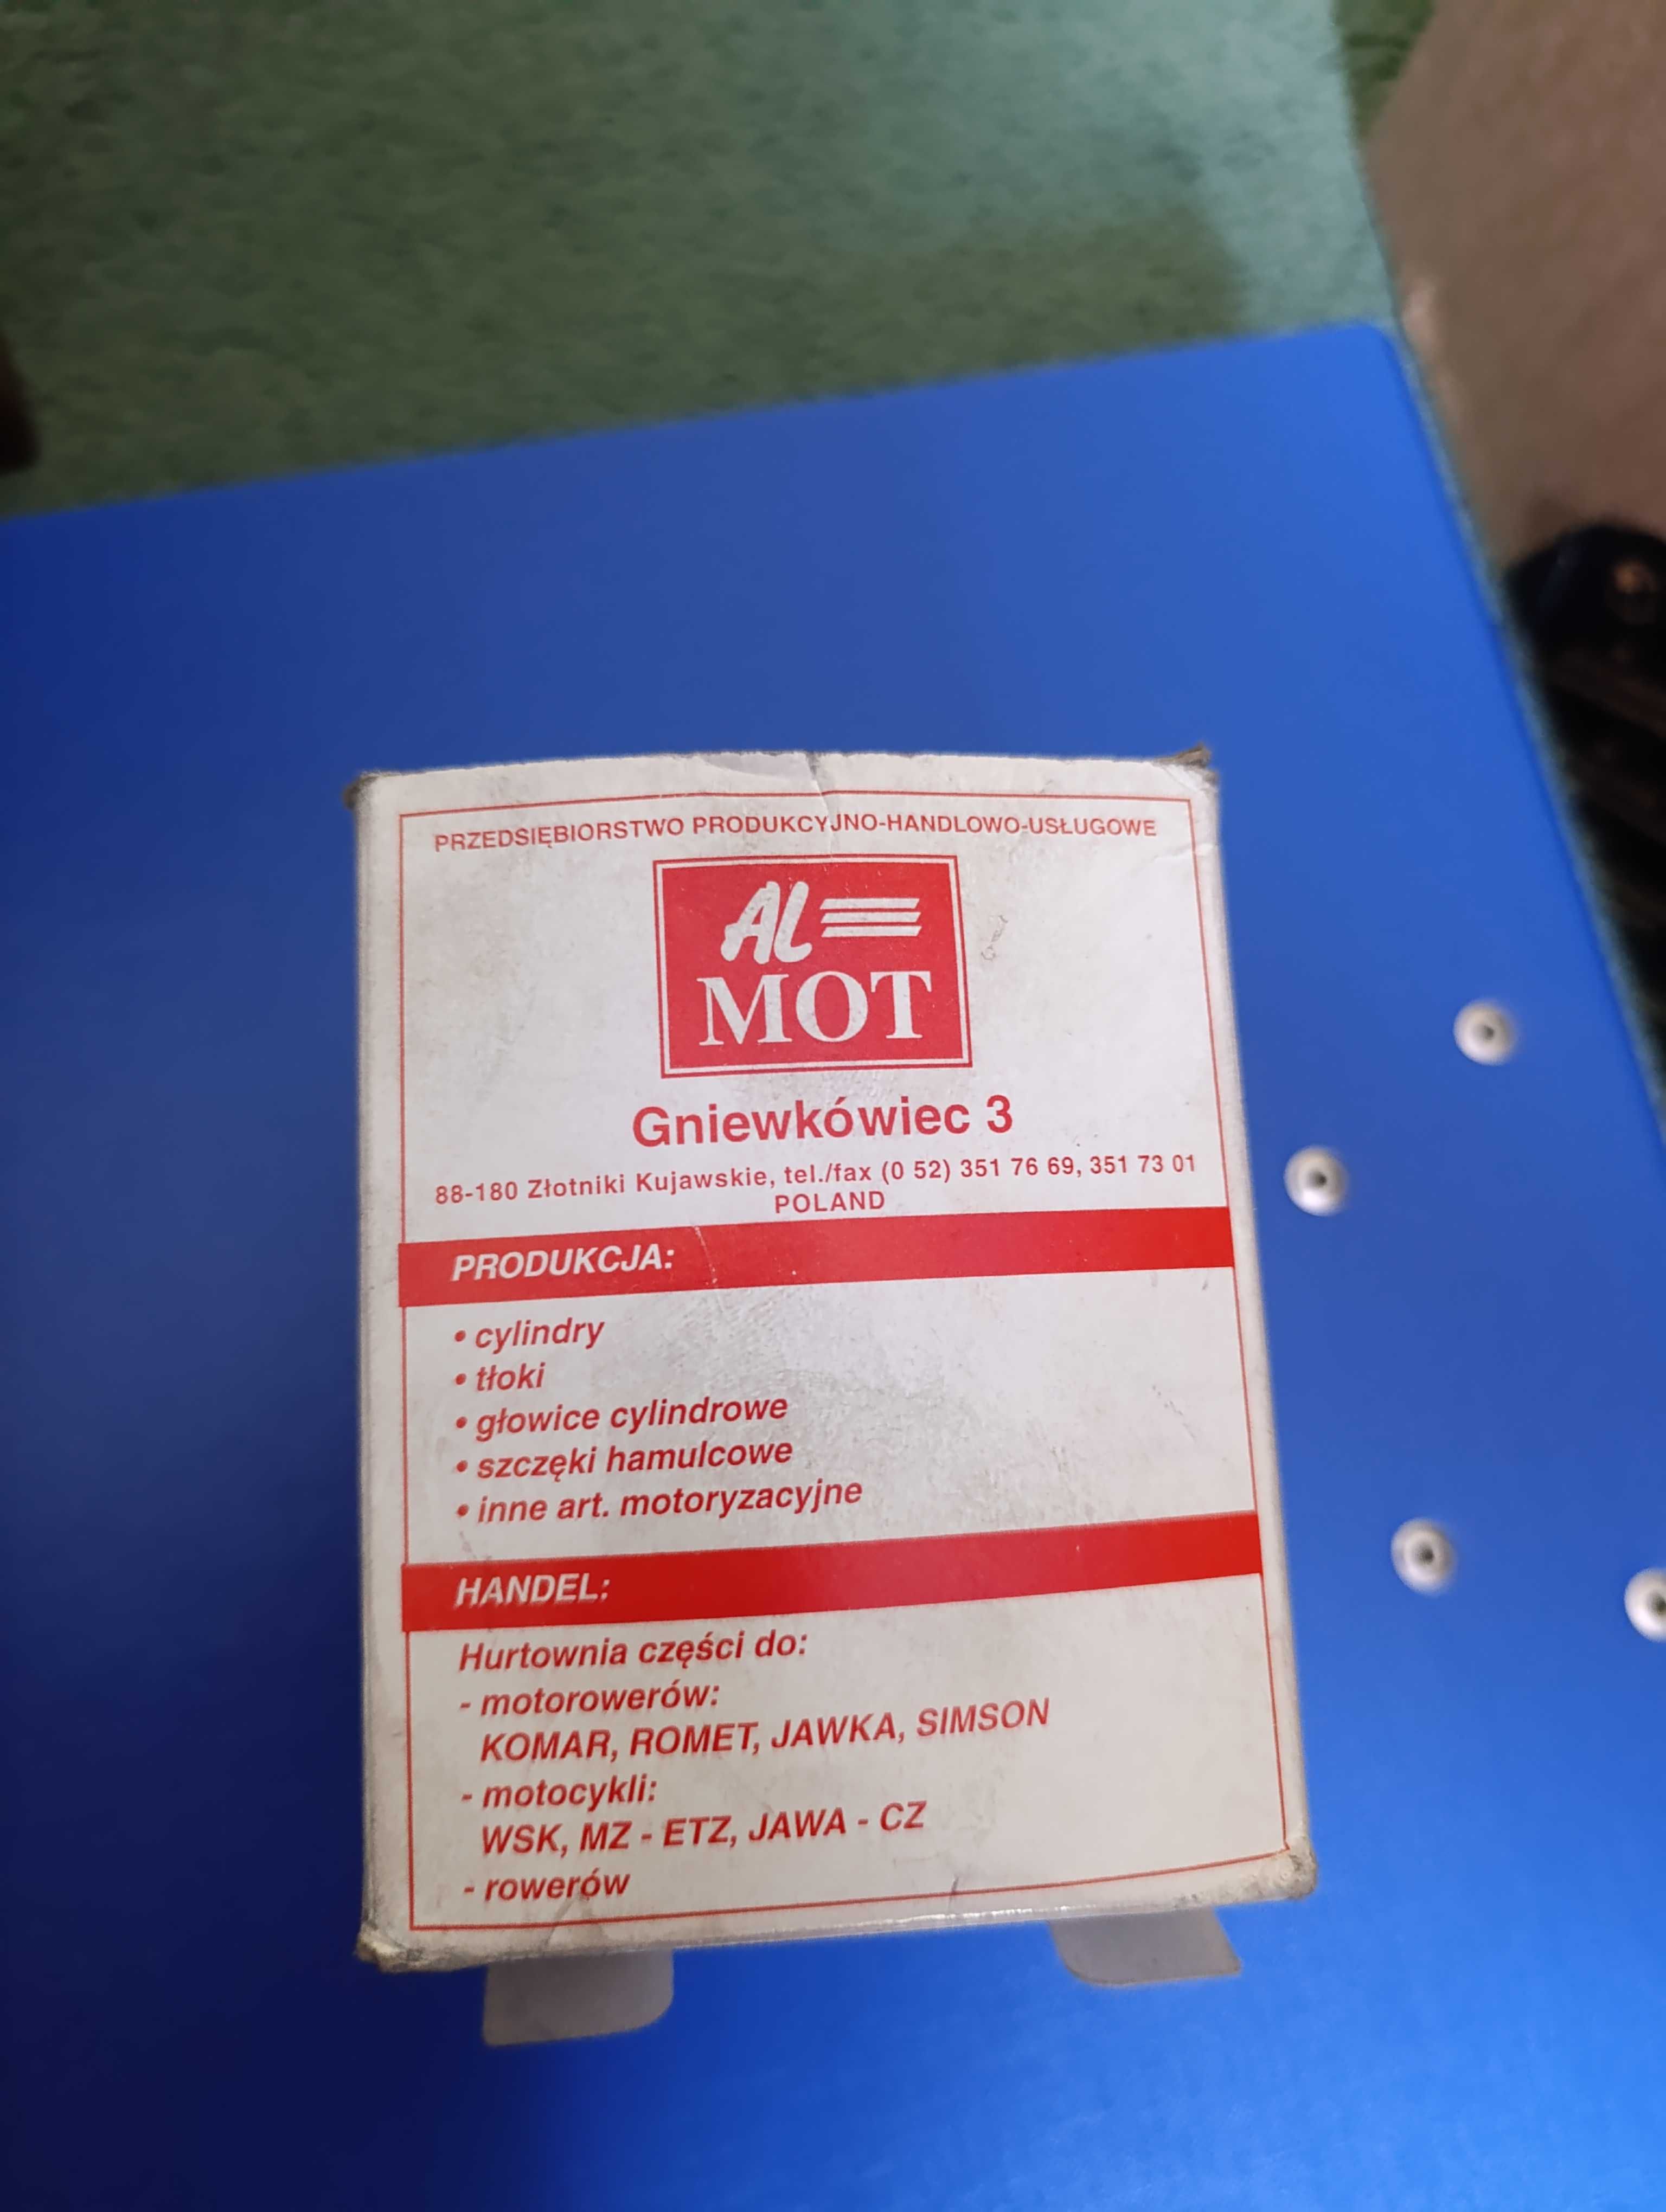 PRZEDSIĘBIORSTWO PRODUKCYJNO-HANDLOWO-USŁUGOWE
AL
MOT
Gniewkówiec 3
88-180 Złotniki Kujawskie, tel./fax (0 52) 351 76 69, 351 73 01
POLAND
PRODUKCJA:
• cylindry
• tłoki
• głowice cylindrowe
• szczęki hamulcowe
• inne art. motoryzacyjne
HANDEL:
Hurtownia części do:
- motorowerów:
KOMAR, ROMET, JAWKA, SIMSON
- motocykli:
WSK, MZ - ETZ, JAWA - CZ
- rowerów